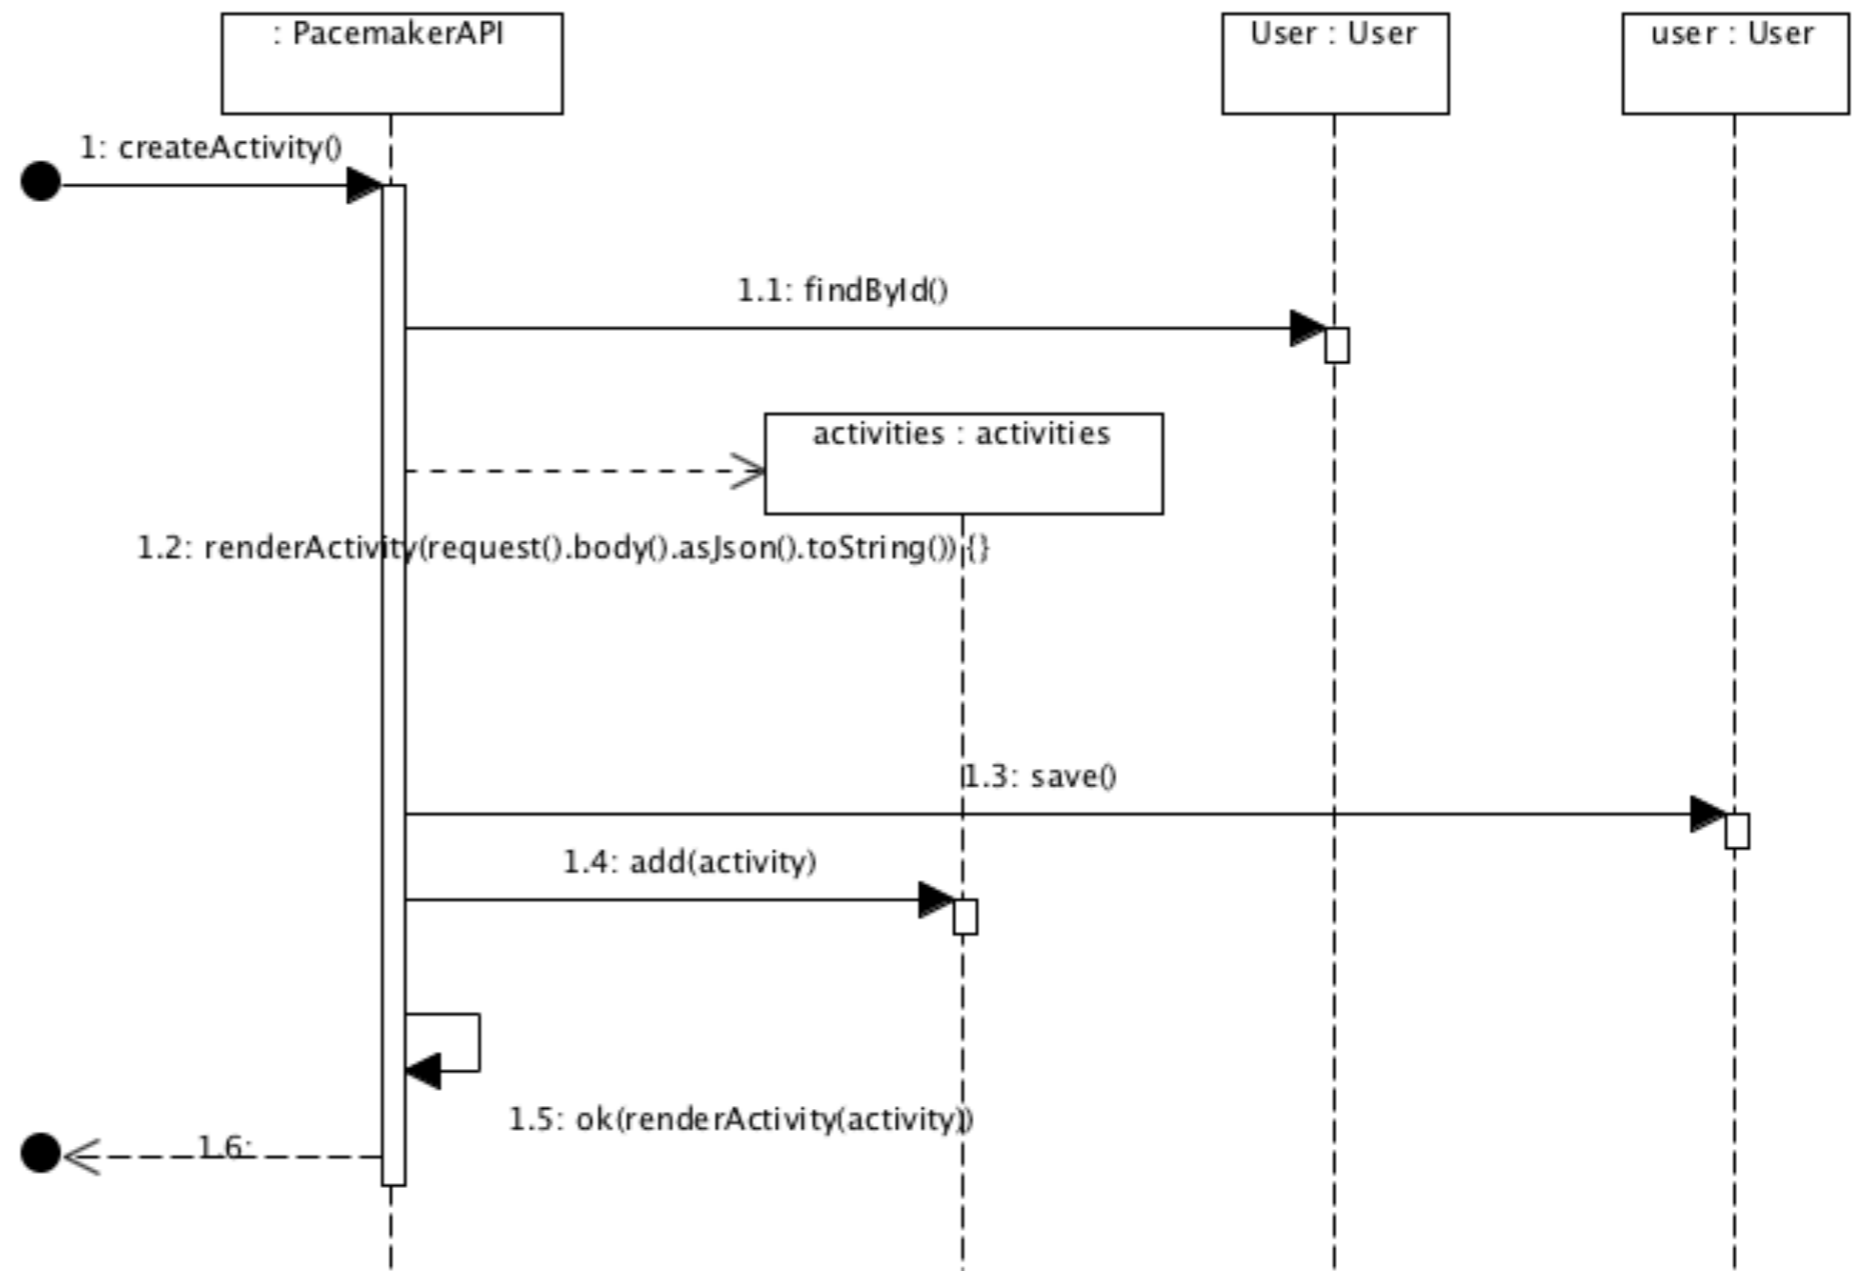 : PacemakerAPI
User : User
user : User
1: createActivity()
1.1: findById()
activities : activities
1.2: renderActivity(request().body().asJson().toString()) {}
1.3: save()
1.4: add(activity)
1.5: ok(renderActivity(activity))
1.6: